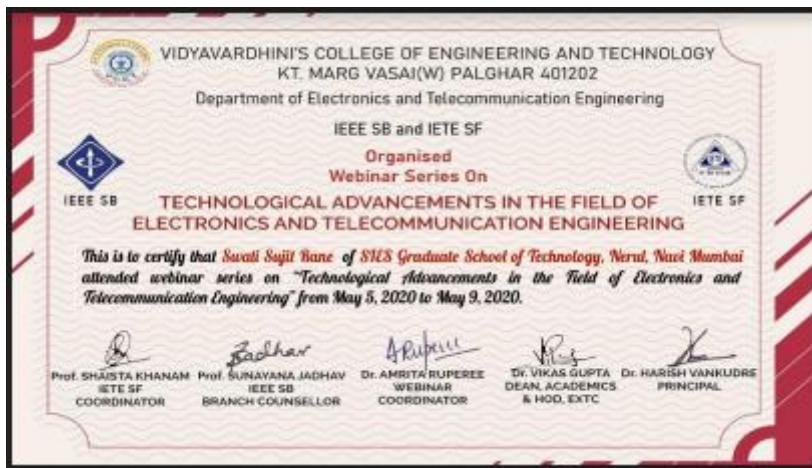 VIDYAVARDHINI'S COLLEGE OF ENGINEERING AND TECHNOLOGY
KT. MARG VASAI(W) PALGHAR 401202
Department of Electronics and Telecommunication Engineering
IEEE SB and IETE SF
Organised
Webinar Series On
IEEE SB
IETE SF
TECHNOLOGICAL ADVANCEMENTS IN THE FIELD OF
ELECTRONICS AND TELECOMMUNICATION ENGINEERING
This is to certify that Swati Sujit Rane of SIES Graduate School of Technology, Nerul, Navi Mumbai
attended webinar series on "Technological Advancements in the Field of Electronics and
Telecommunication Engineering" from May 5, 2020 to May 9, 2020.
Jadhav
ARuperee
Prof. SHAISTA KHANAM
IETE SF
COORDINATOR
Prof. SUNAYANA JADHAV
IEEE SB
BRANCH COUNSELLOR
Dr. AMRITA RUPEREE
WEBINAR
COORDINATOR
Dr. VIKAS GUPTA
DEAN, ACADEMICS
& HOD, EXTC
Dr. HARISH VANKUDRE
PRINCIPAL